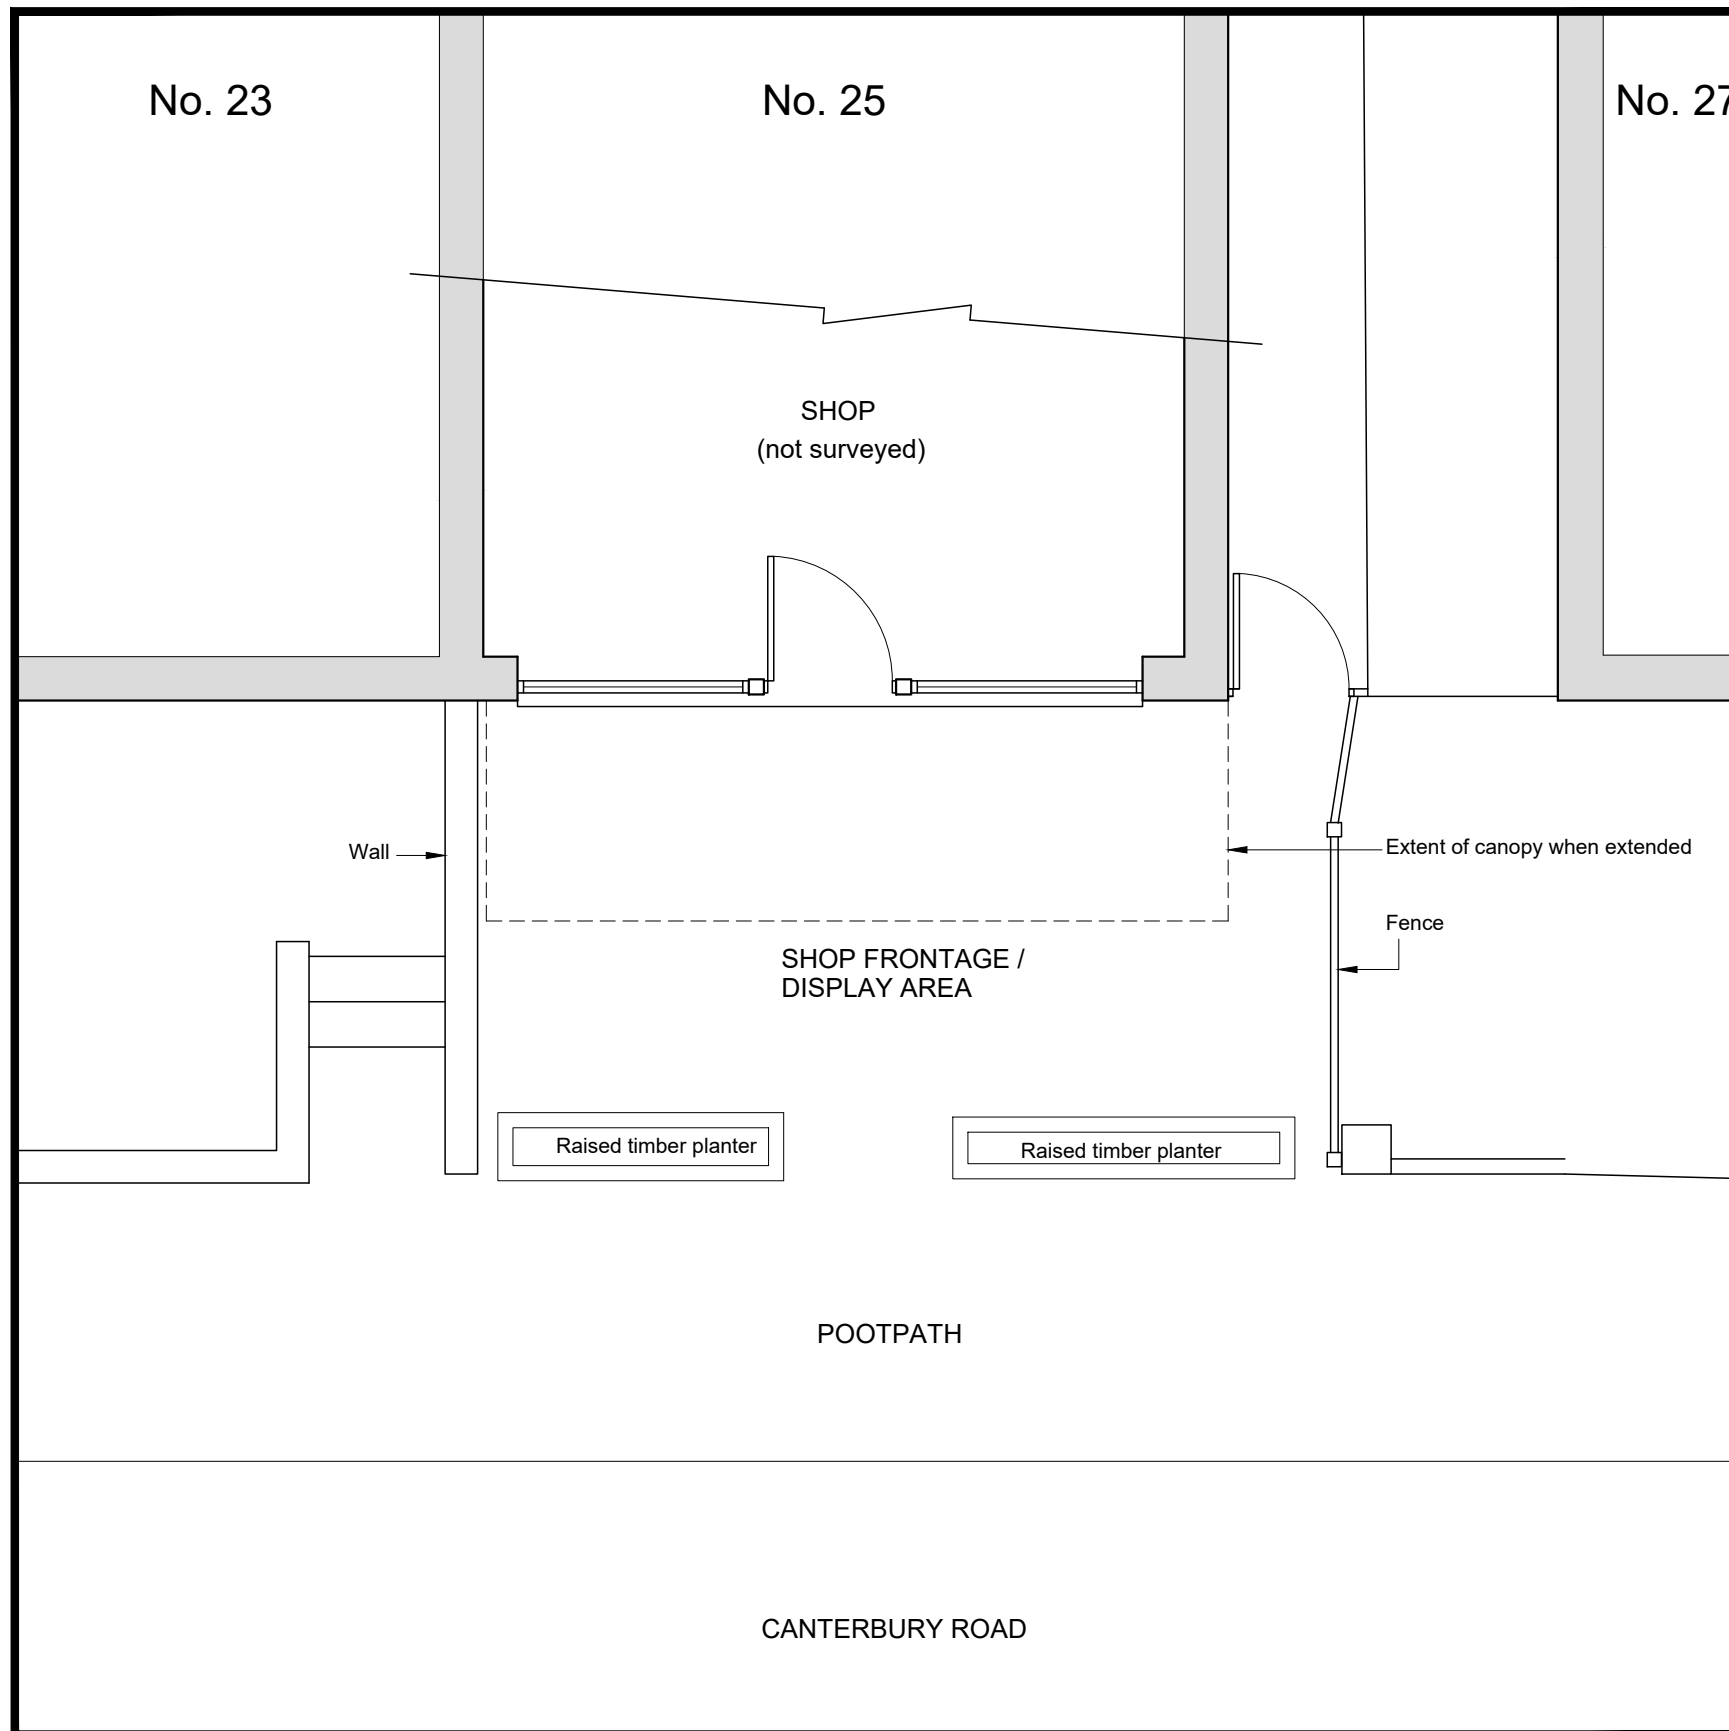 No. 23
No. 25
No. 27
SHOP
(not surveyed)
Wall
Extent of canopy when extended
Fence
SHOP FRONTAGE /
DISPLAY AREA
Raised timber planter
Raised timber planter
POOTPATH
CANTERBURY ROAD